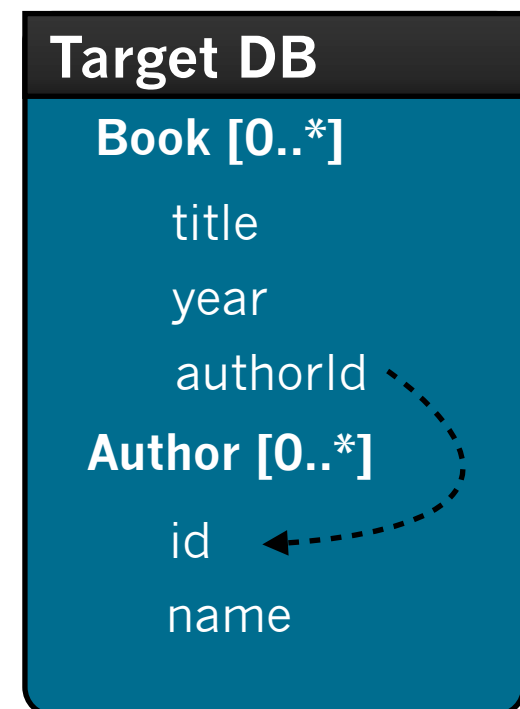 Target DB
Book [0..*]
title
year
authorId
Author [0..*]
id
name